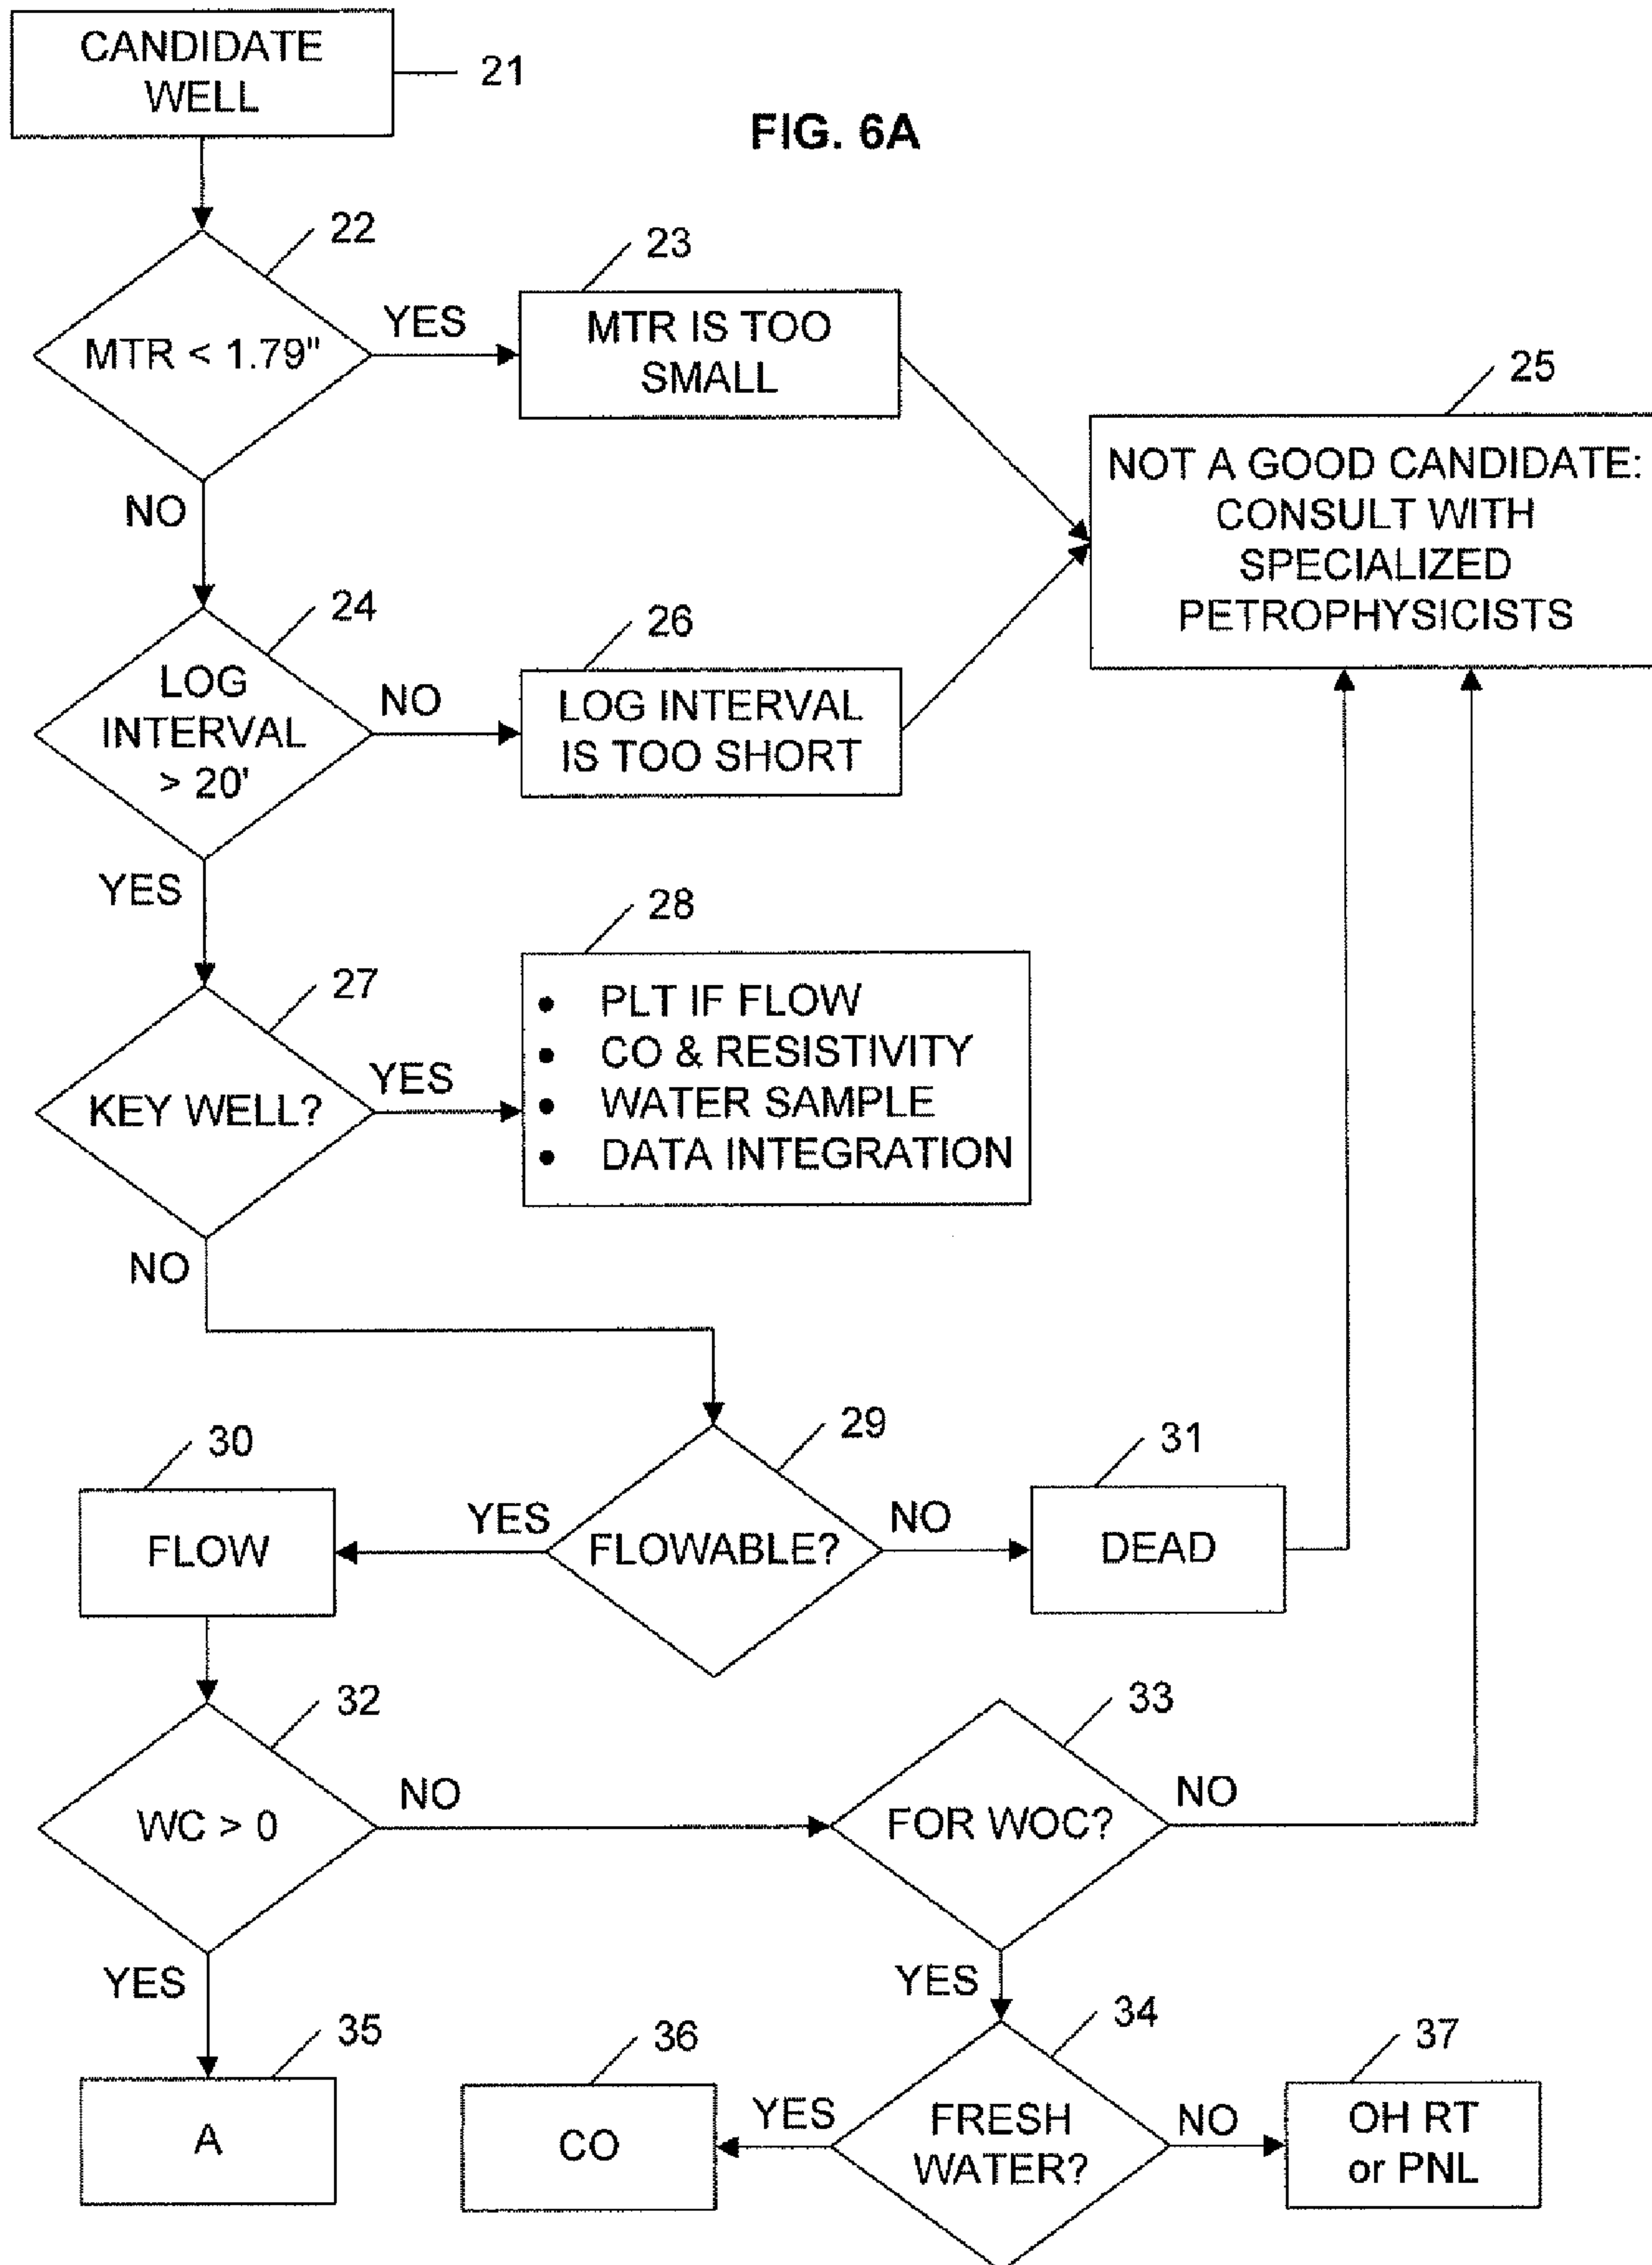 CANDIDATE
WELL
21
FIG. 6A
22
MTR < 1.79"
YES
NO
23
MTR IS TOO
SMALL
25
NOT A GOOD CANDIDATE:
CONSULT WITH
SPECIALIZED
PETROPHYSICISTS
24
LOG
INTERVAL
> 20'
NO
YES
26
LOG INTERVAL
IS TOO SHORT
27
KEY WELL?
YES
NO
28
• PLT IF FLOW
• CO & RESISTIVITY
• WATER SAMPLE
• DATA INTEGRATION
29
FLOWABLE?
YES
NO
30
FLOW
31
DEAD
32
WC > 0
NO
YES
33
FOR WOC?
NO
YES
34
FRESH
WATER?
YES
NO
35
A
36
CO
37
OH RT
or PNL